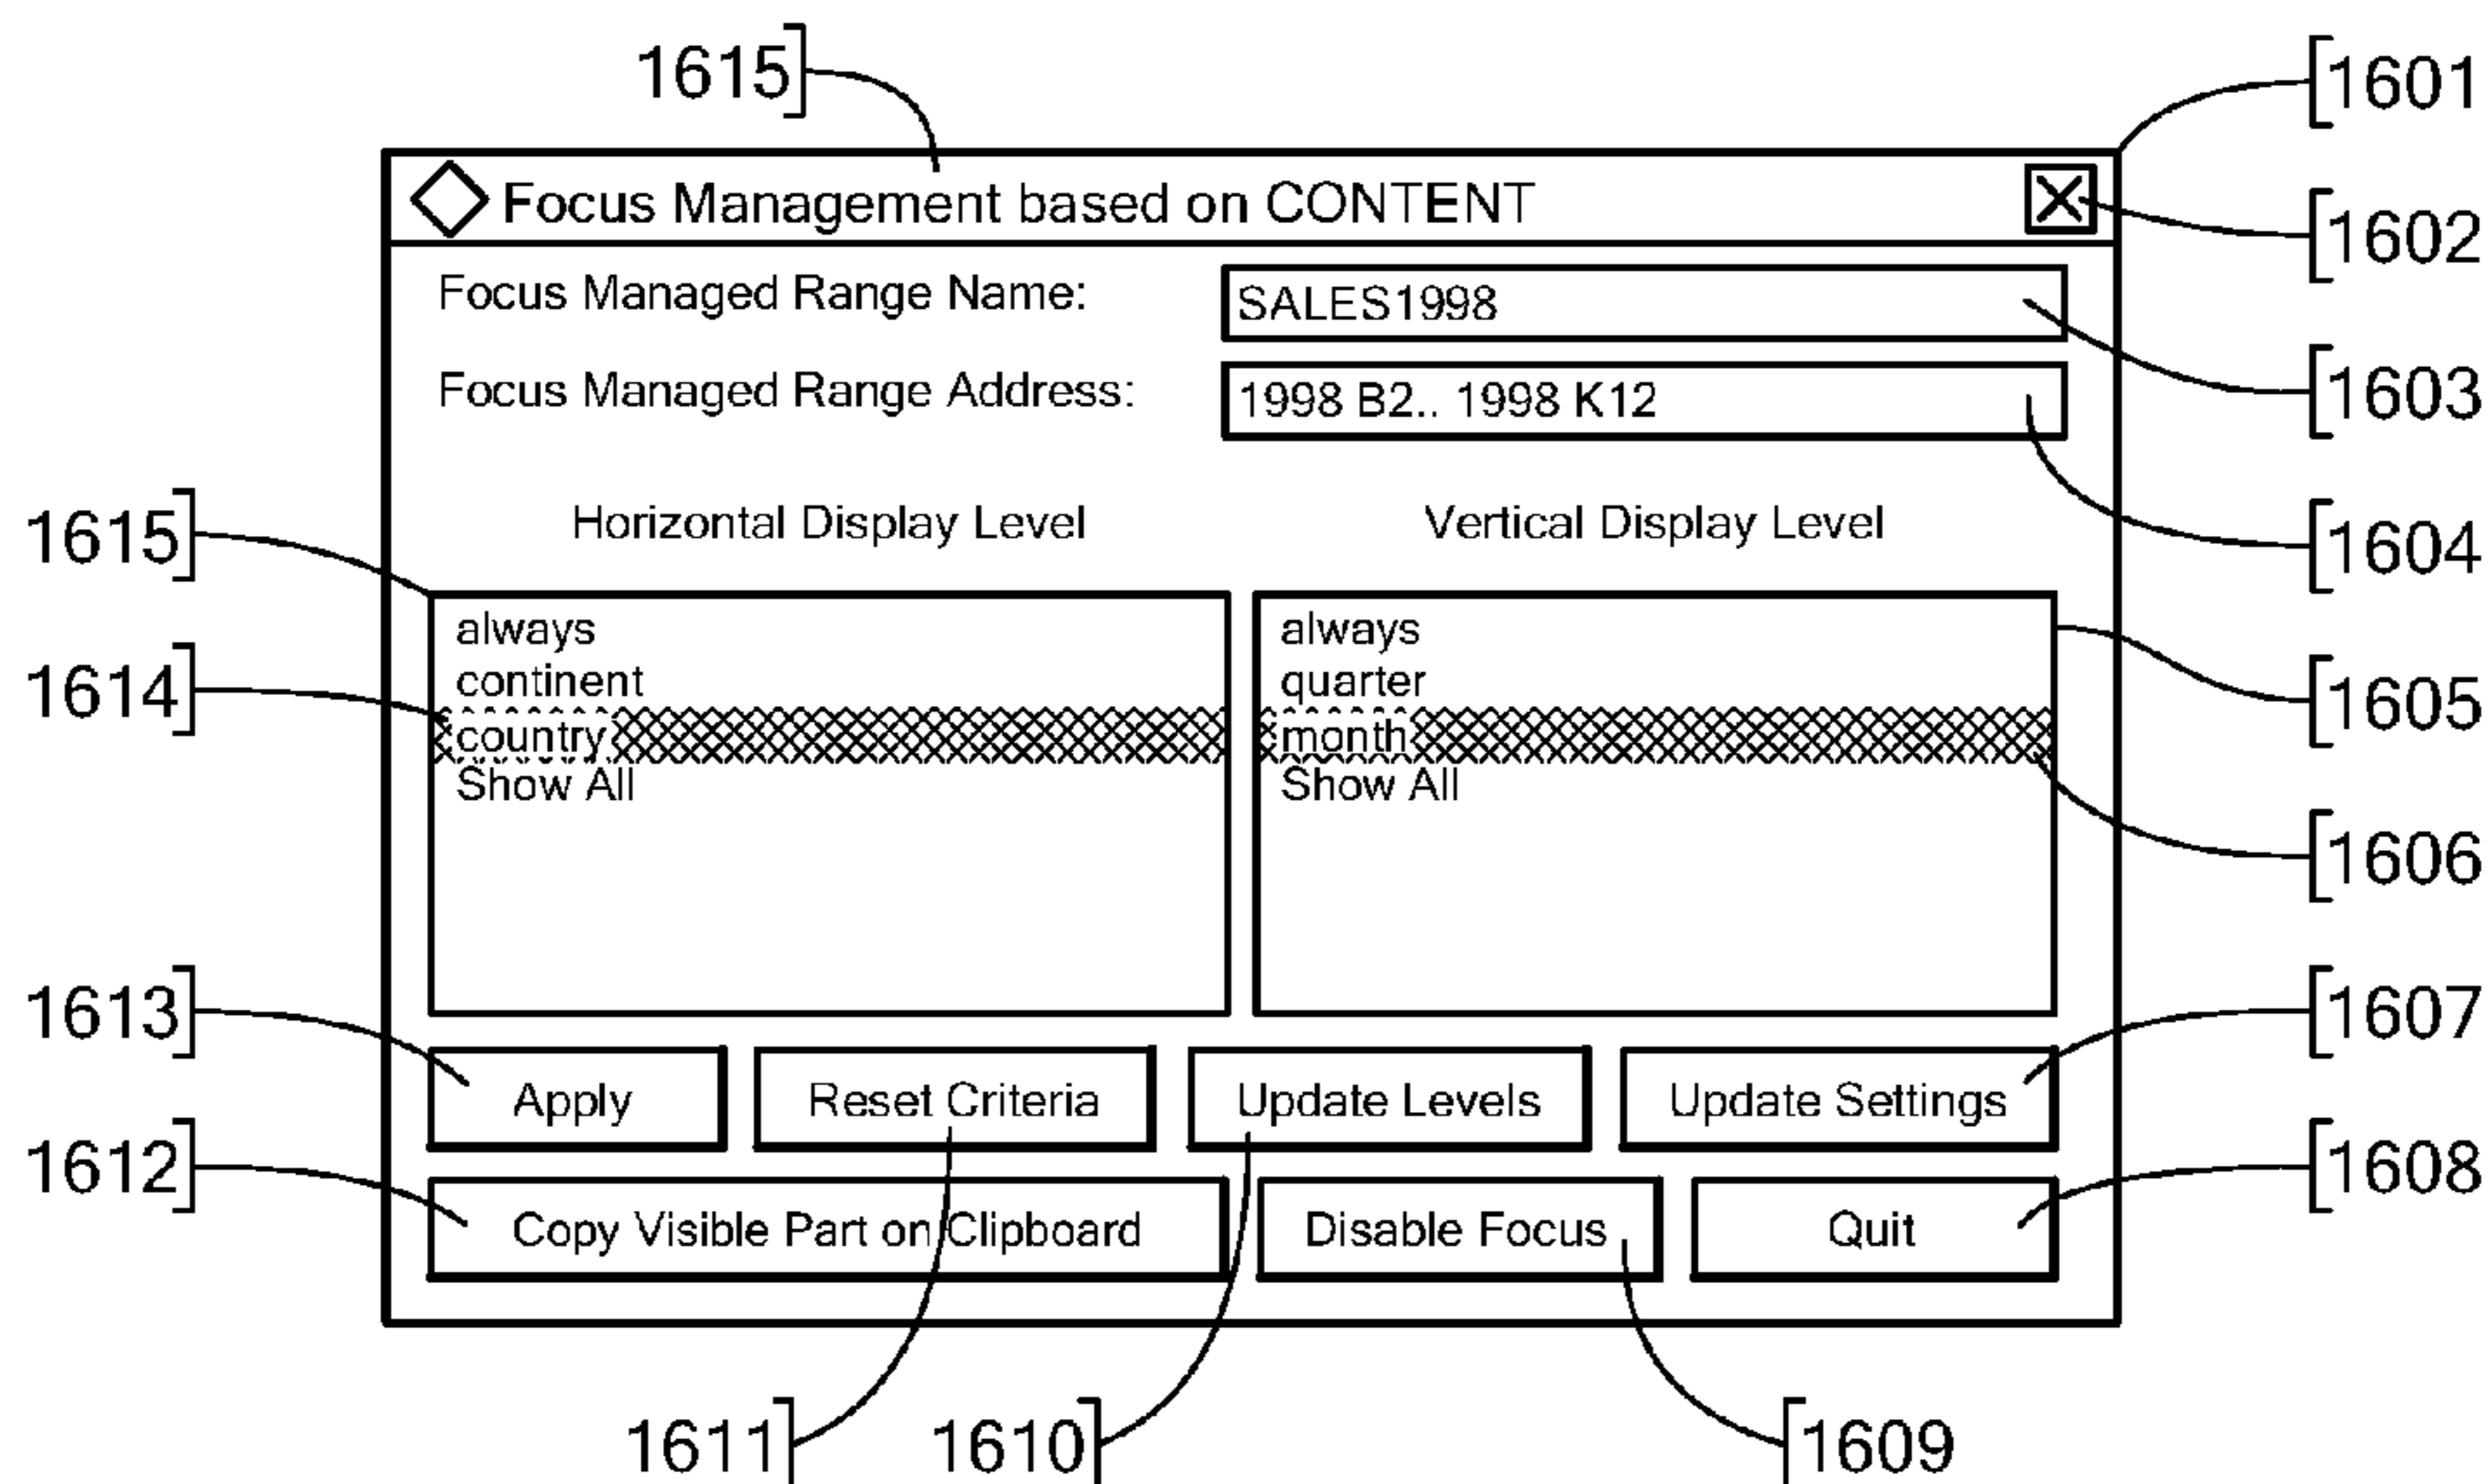 1615
1601
Focus Management based on CONTENT
1602
Focus Managed Range Name:
SALES1998
1603
Focus Managed Range Address:
1998 B2.. 1998 K12
1604
Horizontal Display Level
Vertical Display Level
1615
always
continent
country
Show All
1614
always
quarter
month
Show All
1605
1606
1613
Apply
Reset Criteria
Update Levels
Update Settings
1607
1612
Copy Visible Part on Clipboard
Disable Focus
Quit
1608
1611
1610
1609